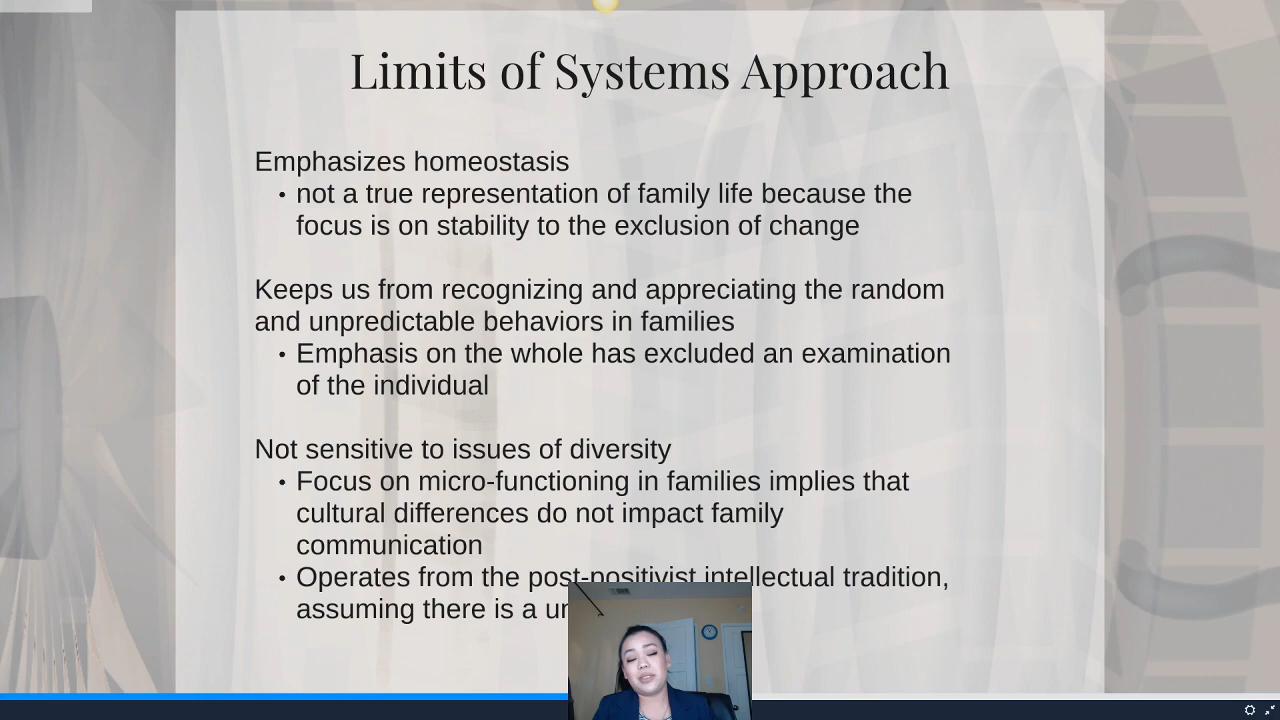 Limits of Systems Approach
Emphasizes homeostasis
• not a true representation of family life because the
focus is on stability to the exclusion of change
Keeps us from recognizing and appreciating the random
and unpredictable behaviors in families
• Emphasis on the whole has excluded an examination
of the individual
Not sensitive to issues of diversity
• Focus on micro-functioning in families implies that
cultural differences do not impact family
communication
• Operates from the post-positivist intellectual tradition,
assuming there is a